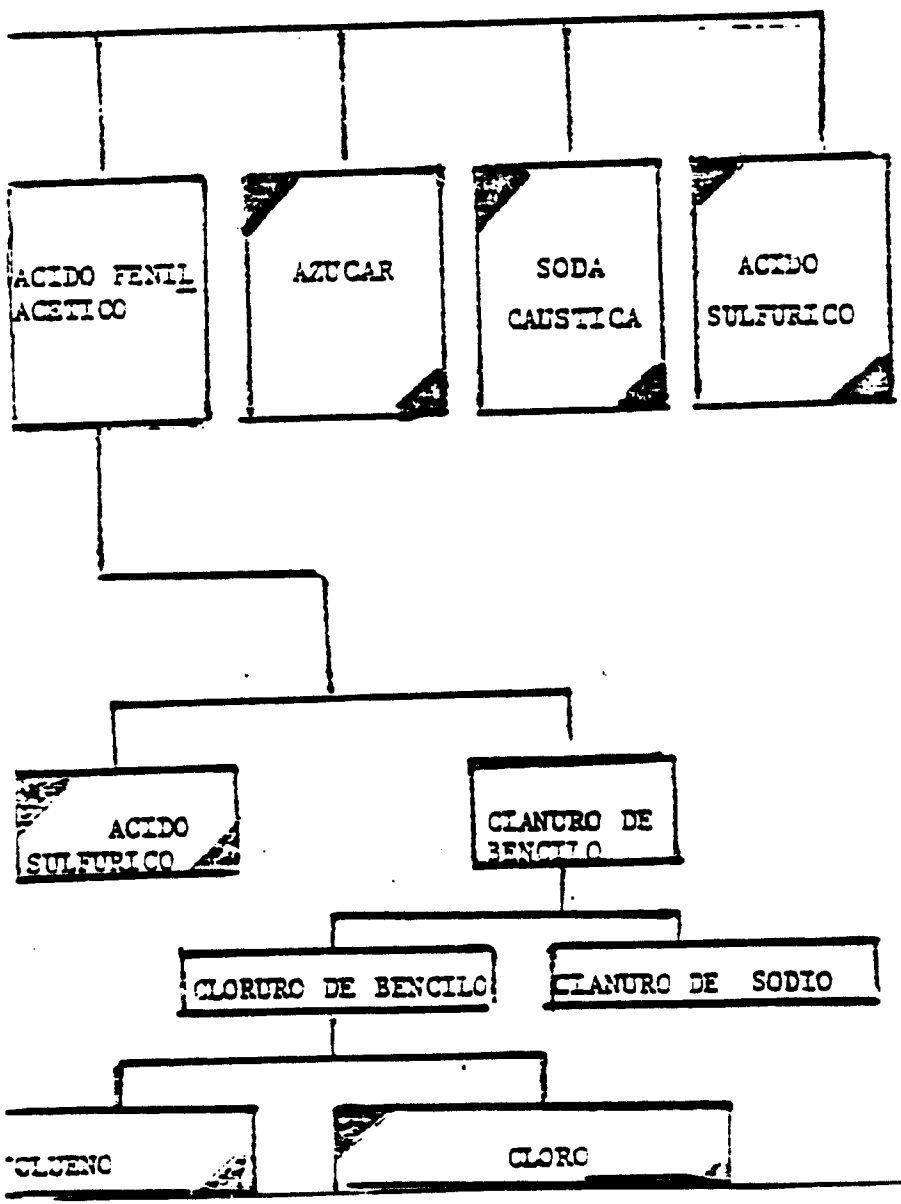 ACIDO FENIL
ACETICO
AZUCAR
SODA
CAUSTICA
ACIDO
SULFURICO
ACIDO
SULFURICO
CIANURO DE
BENCILO
CLORURO DE BENCILO
CIANURO DE SODIO
OLUENO
CLORO